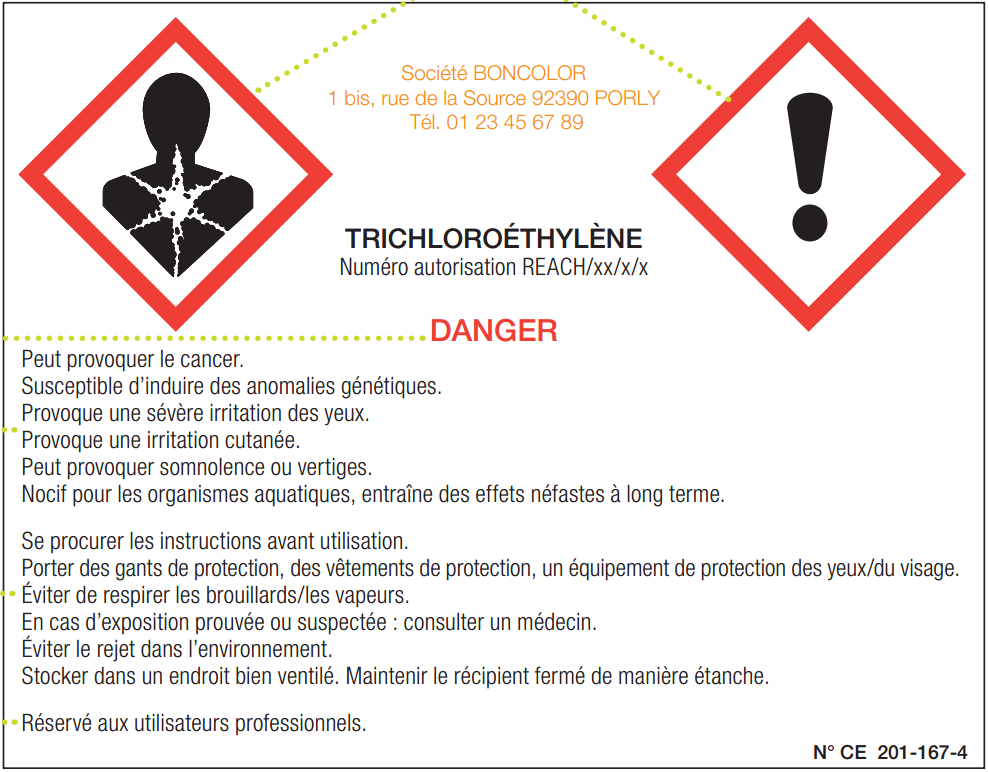 Société BONCOLOR
1 bis, rue de la Source 92390 PORLY
Tél. 01 23 45 67 89
TRICHLOROÉTHYLÈNE
Numéro autorisation REACH/xx/x/x
DANGER
Peut provoquer le cancer.
Susceptible d’induire des anomalies génétiques.
Provoque une sévère irritation des yeux.
Provoque une irritation cutanée.
Peut provoquer somnolence ou vertiges.
Nocif pour les organismes aquatiques, entraîne des effets néfastes à long terme.
Se procurer les instructions avant utilisation.
Porter des gants de protection, des vêtements de protection, un équipement de protection des yeux/du visage.
Éviter de respirer les brouillards/les vapeurs.
En cas d’exposition prouvée ou suspectée : consulter un médecin.
Éviter le rejet dans l’environnement.
Stocker dans un endroit bien ventilé. Maintenir le récipient fermé de manière étanche.
Réservé aux utilisateurs professionnels.
N° CE 201-167-4